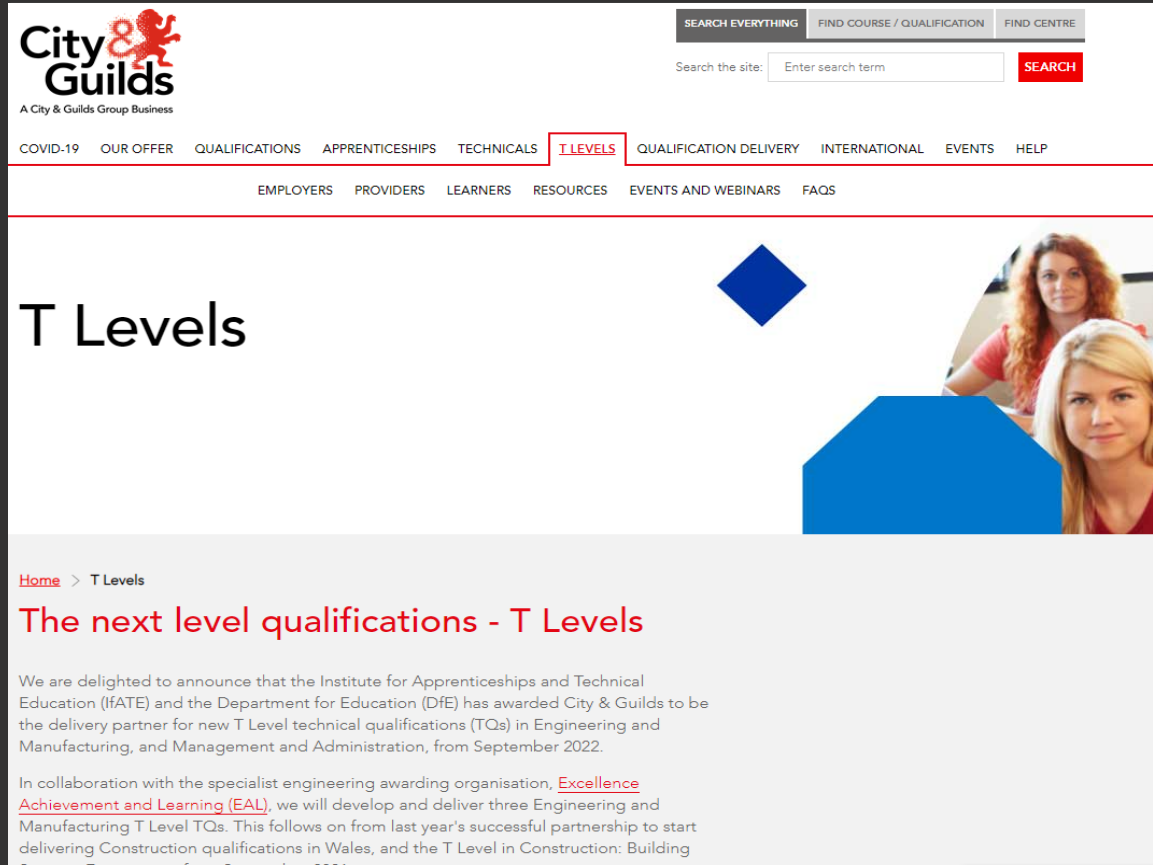 City&
Guilds
A City & Guilds Group Business
SEARCH EVERYTHING
FIND COURSE / QUALIFICATION
FIND CENTRE
Search the site:
Enter search term
SEARCH
COVID-19 OUR OFFER QUALIFICATIONS APPRENTICESHIPS TECHNICALS T LEVELS QUALIFICATION DELIVERY INTERNATIONAL EVENTS HELP
EMPLOYERS PROVIDERS LEARNERS RESOURCES EVENTS AND WEBINARS FAQS
T Levels
Home > T Levels
The next level qualifications - T Levels
We are delighted to announce that the Institute for Apprenticeships and Technical
Education (IfATE) and the Department for Education (DfE) has awarded City & Guilds to be
the delivery partner for new T Level technical qualifications (TQs) in Engineering and
Manufacturing, and Management and Administration, from September 2022.
In collaboration with the specialist engineering awarding organisation, Excellence
Achievement and Learning (EAL), we will develop and deliver three Engineering and
Manufacturing T Level TQs. This follows on from last year's successful partnership to start
delivering Construction qualifications in Wales, and the T Level in Construction: Building